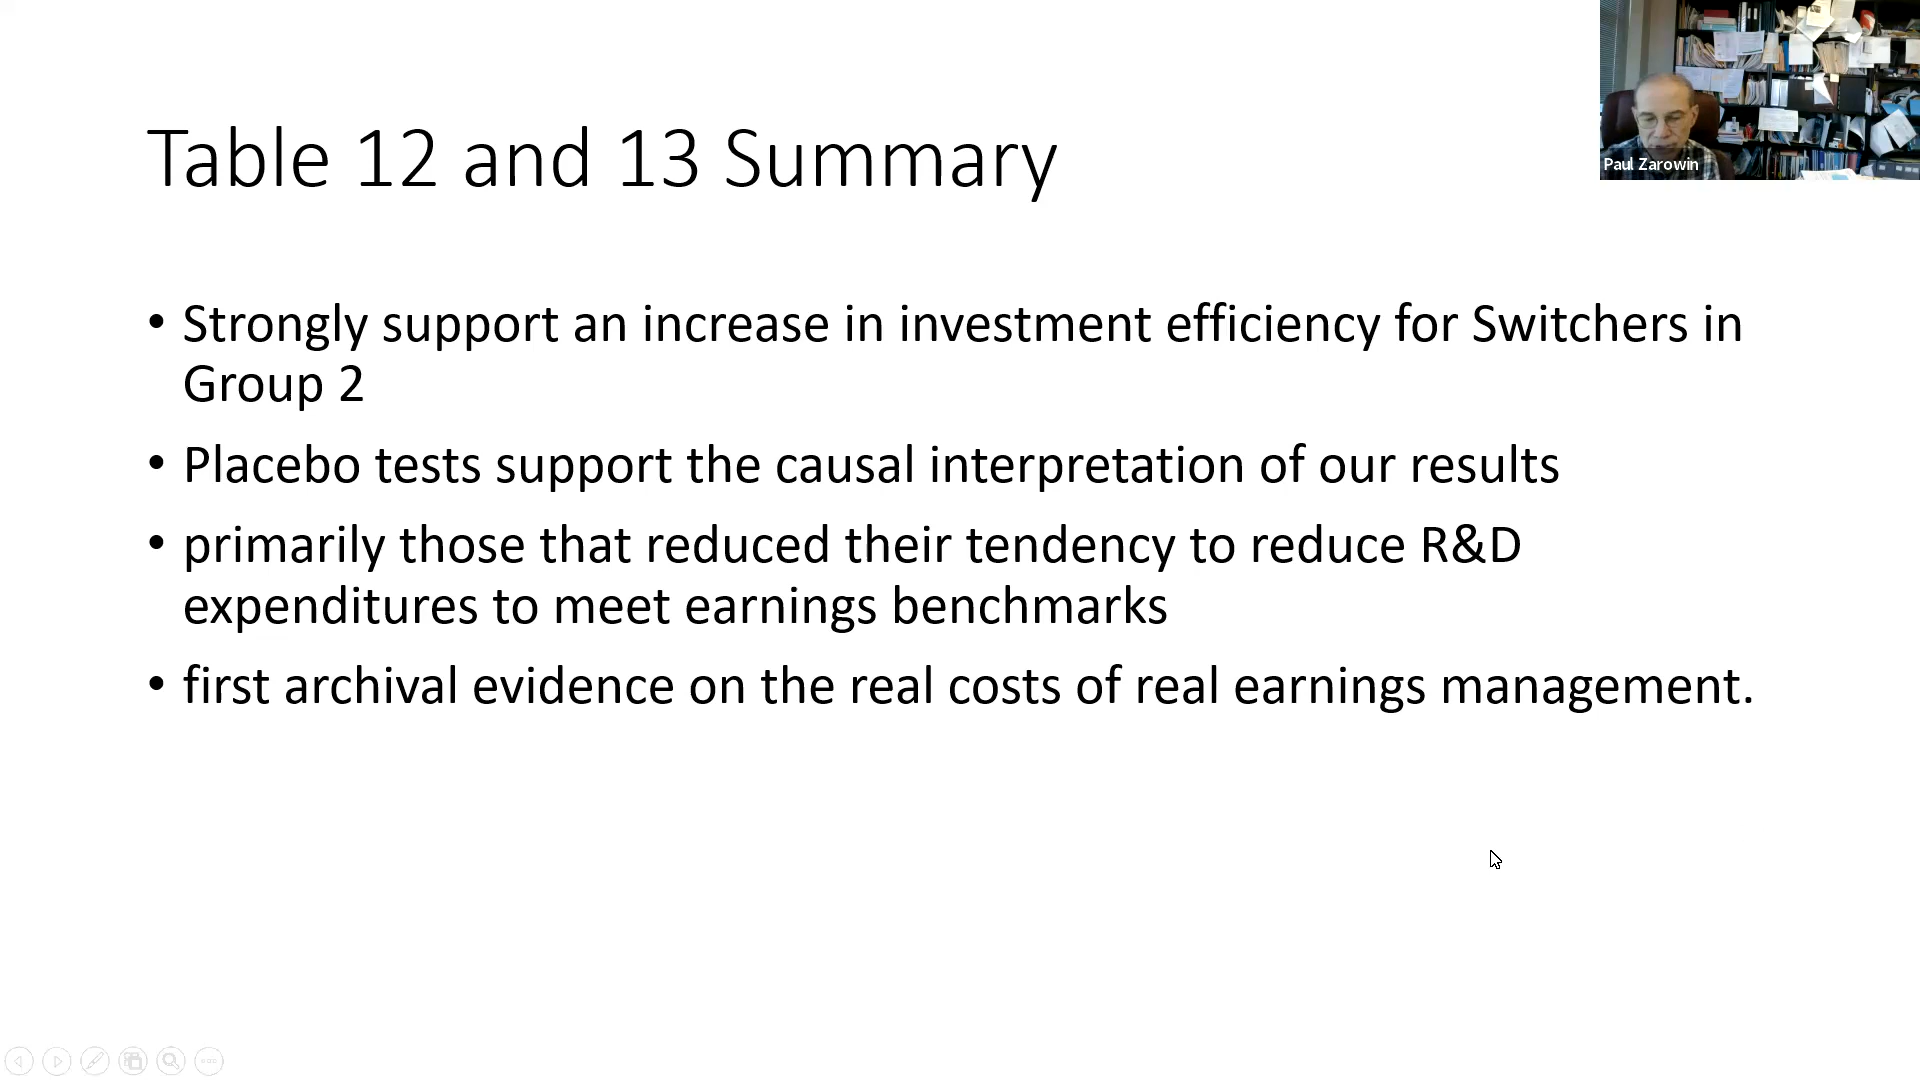 Table 12 and 13 Summary
Paul Zarowin
• Strongly support an increase in investment efficiency for Switchers in
Group 2
• Placebo tests support the causal interpretation of our results
• primarily those that reduced their tendency to reduce R&D
expenditures to meet earnings benchmarks
• first archival evidence on the real costs of real earnings management.